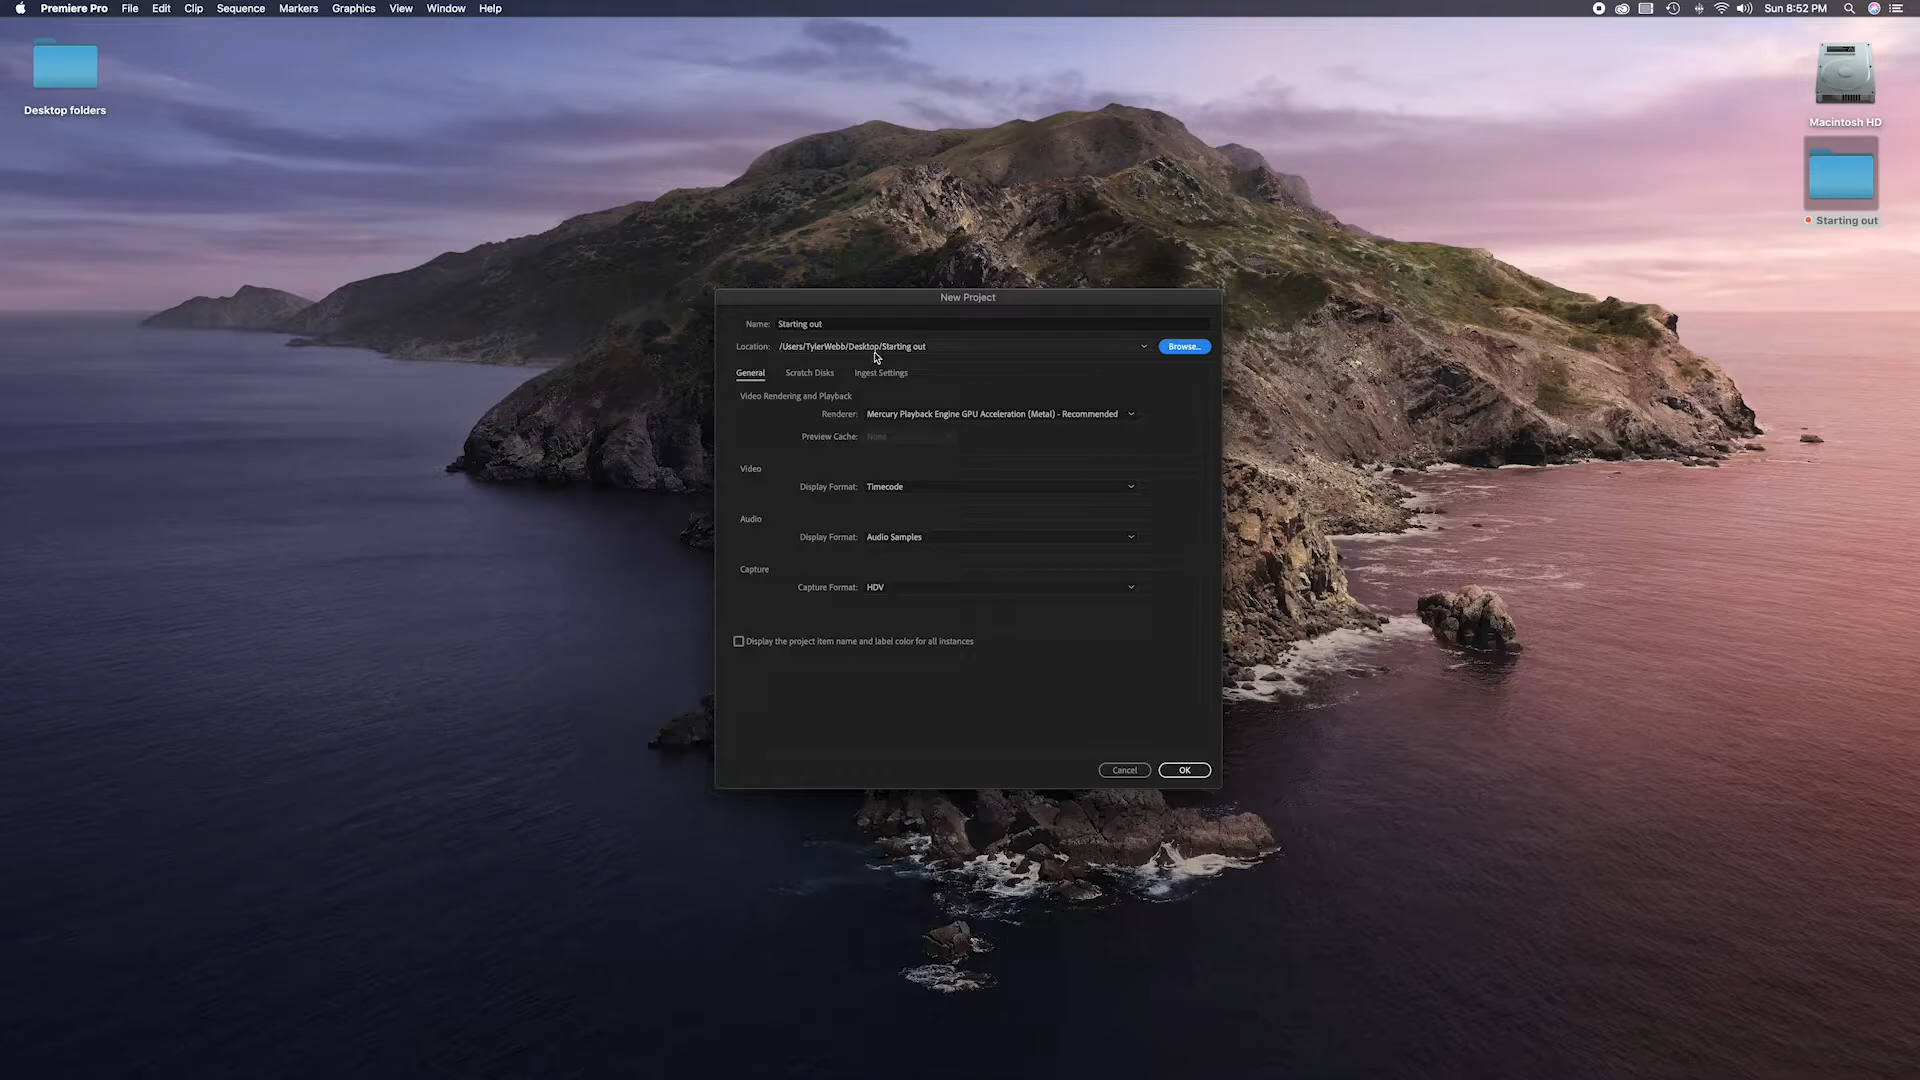 Premiere Pro File Edit Clip Sequence Markers Graphics View Window Help Sun 8:52 PM
Desktop folders
Macintosh HD
Starting out
New Project
Name: Starting out
Location: /Users/TylerWebb/Desktop/Starting out Browse...
General Scratch Disks Ingest Settings
Video Rendering and Playback
Renderer: Mercury Playback Engine GPU Acceleration (Metal) - Recommended
Preview Cache: None
Video
Display Format: Timecode
Audio
Display Format: Audio Samples
Capture
Capture Format: HDV
Display the project item name and label color for all instances
Cancel OK